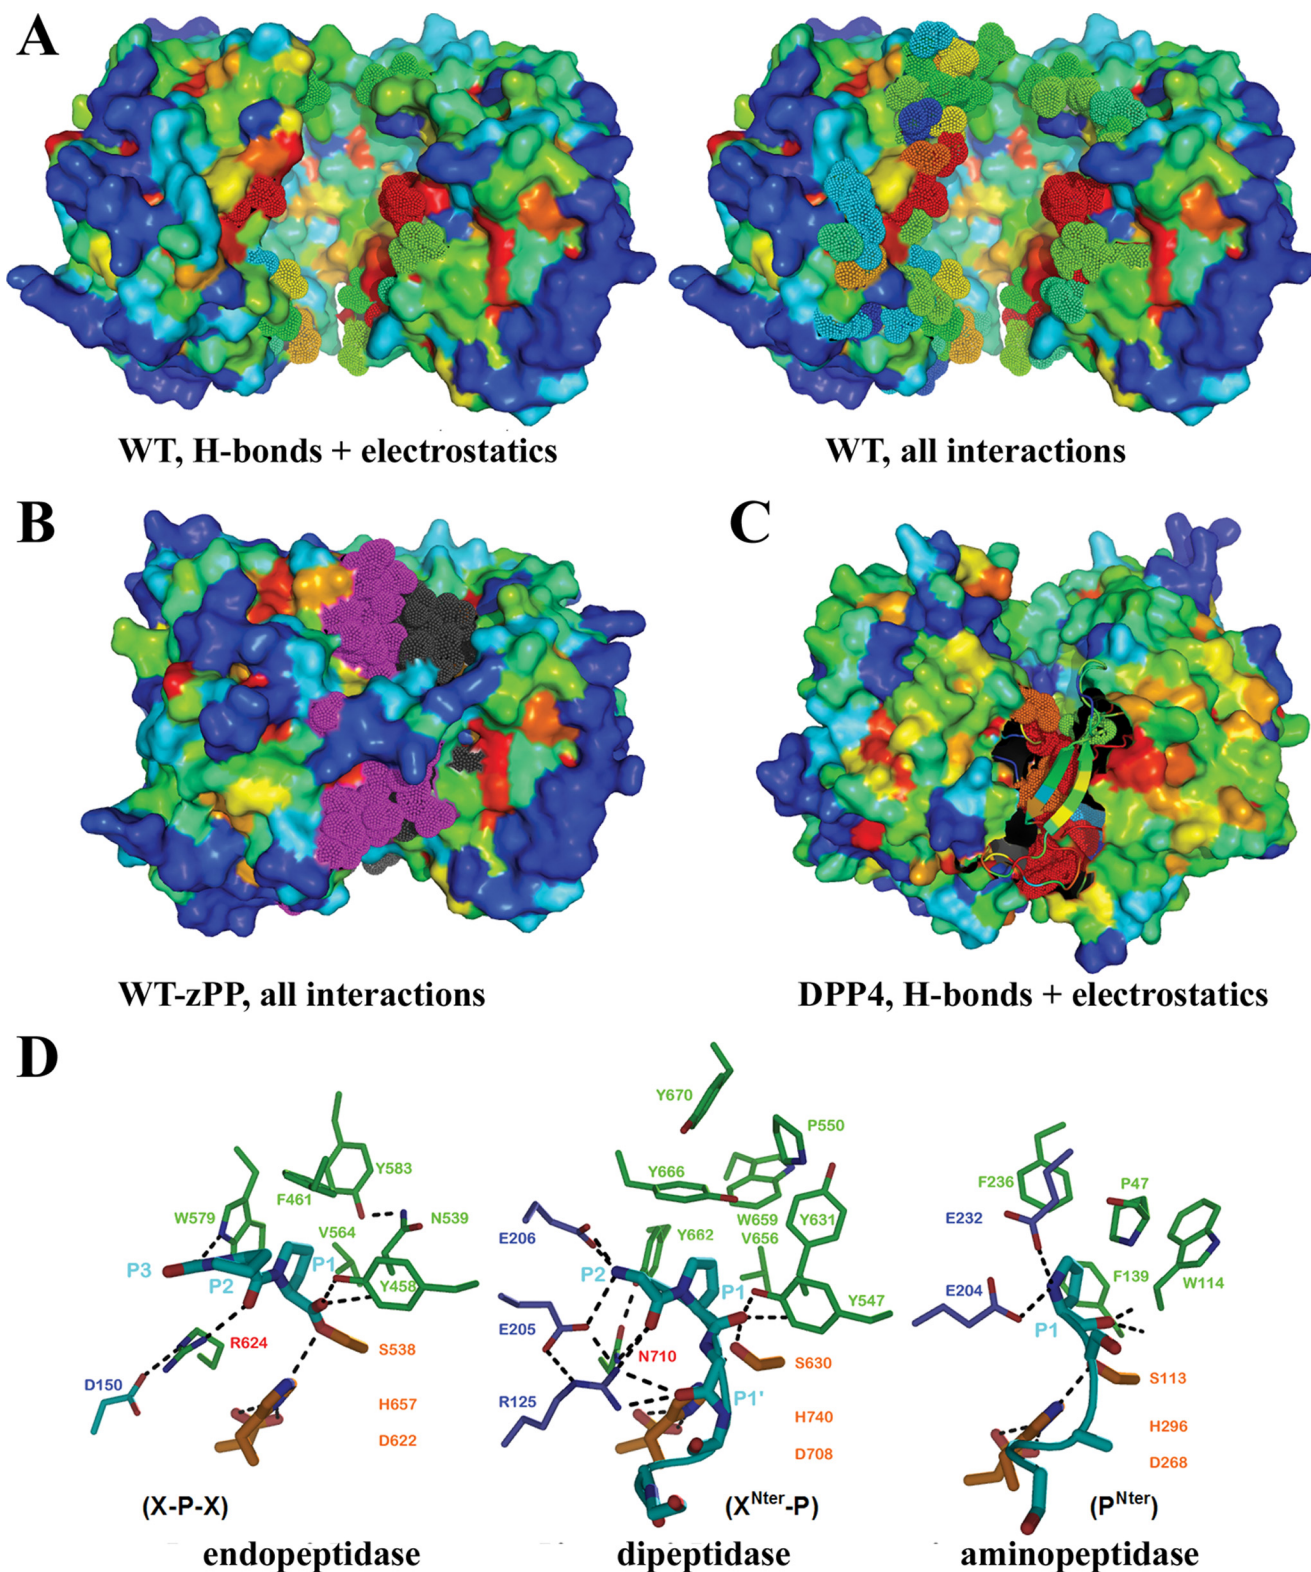 A
WT, H-bonds + electrostatics
WT, all interactions
B
C
WT-zPP, all interactions
DPP4, H-bonds + electrostatics
D
Y583
F461
W579
N539
V564
P3
P2
P1
Y458
R624
S538
D150
H657
D622
(X-P-X)
endopeptidase
Y670
P550
Y666
E206
W659
Y631
V656
Y662
P2
P1
Y547
E205
N710
S630
R125
P1'
H740
D708
(X^Nter-P)
dipeptidase
F236
P47
E232
F139
W114
E204
P1
S113
H296
D268
(P^Nter)
aminopeptidase